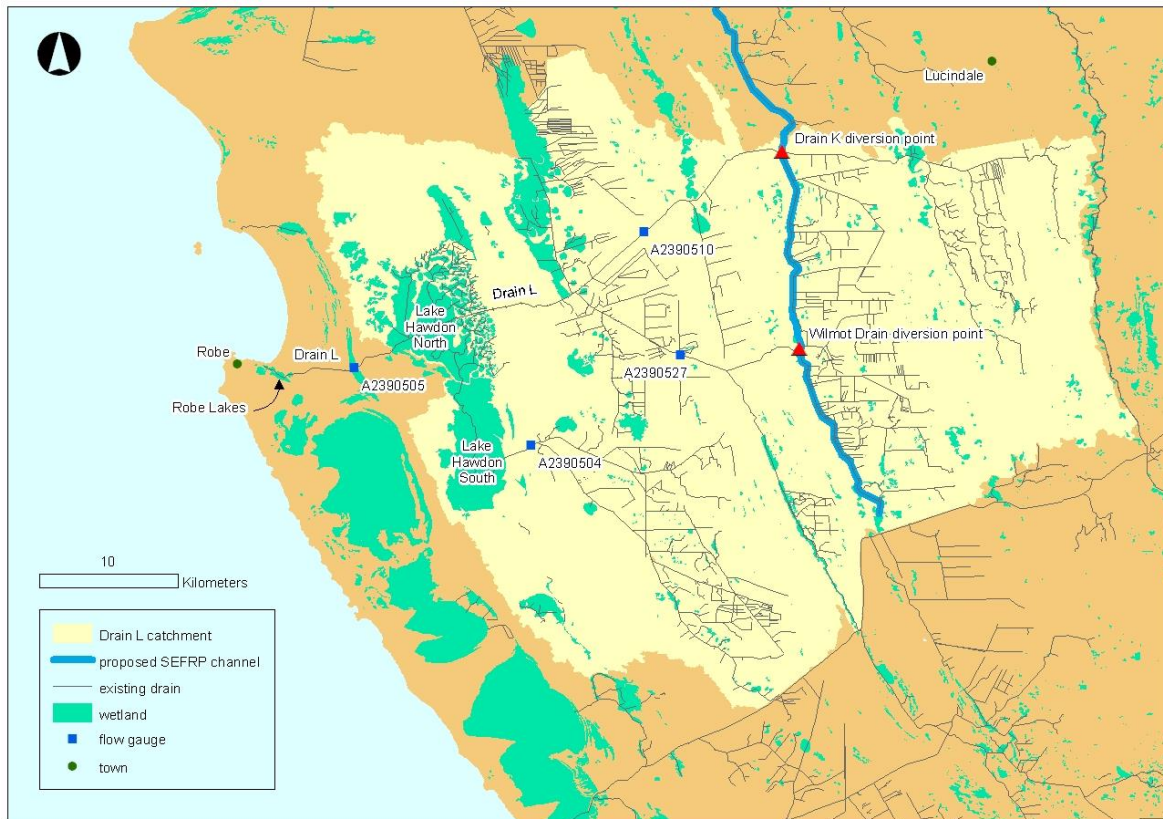 Lucindale
Drain K diversion point
A2390510
Drain L
Lake
Hawdon
North
Wilmot Drain diversion point
Robe
Drain L
A2390505
A2390527
Robe Lakes
Lake
Hawdon
South
A2390504
10
Kilometers
Drain L catchment
proposed SEFRP channel
existing drain
wetland
flow gauge
town